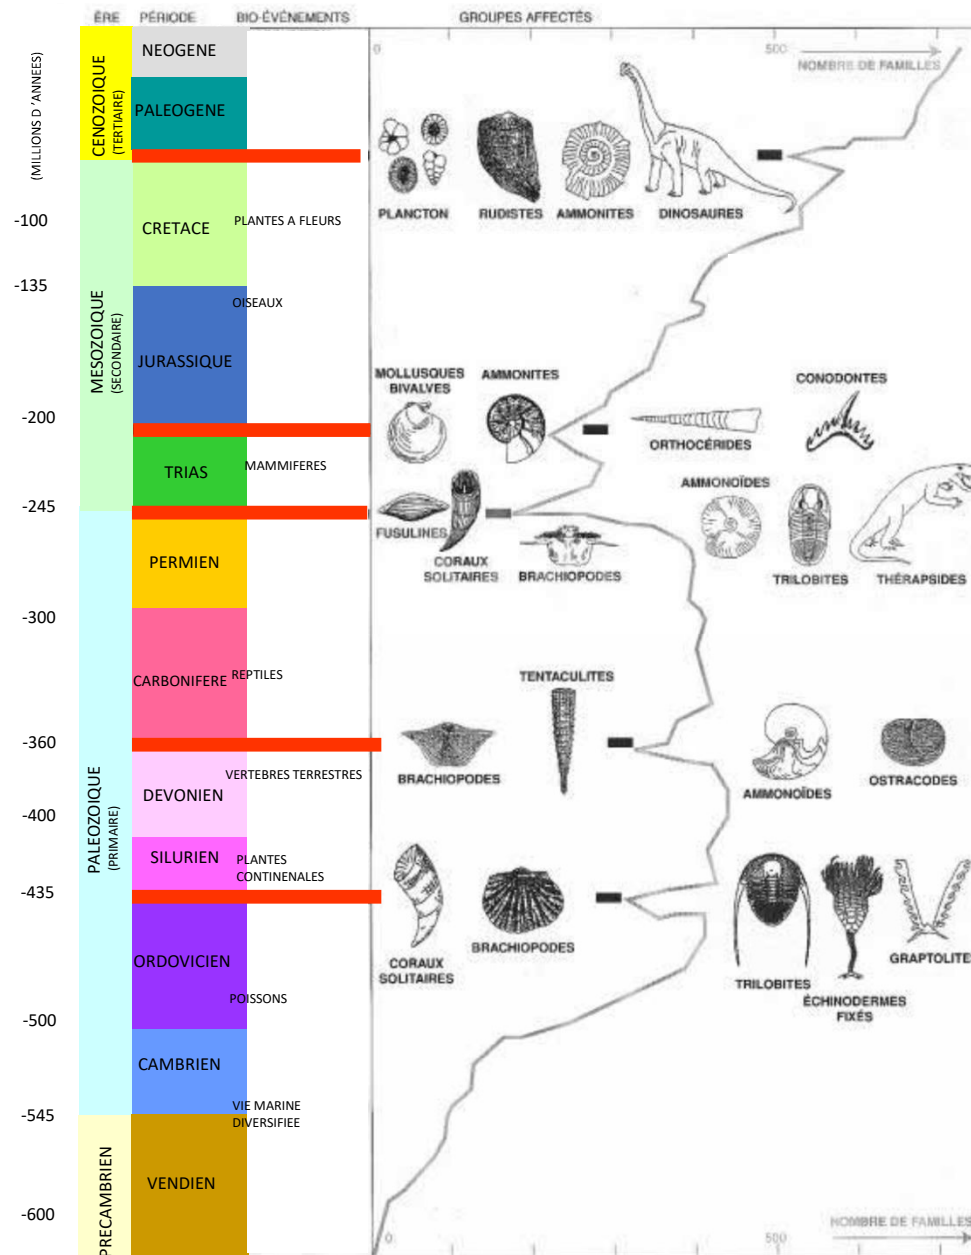 ÈRE PÉRIODE BIO-ÉVÉNEMENTS GROUPES AFFECTÉS
(MILLIONS D 'ANNEES)
0 500
NOMBRE DE FAMILLES
CENOZOIQUE
(TERTIAIRE)
NEOGENE
PALEOGENE
PLANCTON RUDISTES AMMONITES DINOSAURES
-100
MESOZOIQUE
(SECONDAIRE)
CRETACE
PLANTES A FLEURS
-135
OISEAUX
JURASSIQUE
MOLLUSQUES
BIVALVES
AMMONITES
CONODONTES
ORTHOCÉRIDES
-200
TRIAS
MAMMIFERES
AMMONOÏDES
-245
FUSULINES
CORAUX
SOLITAIRES
BRACHIOPODES
TRILOBITES
THÉRAPSIDES
PERMIEN
-300
PALEOZOIQUE
(PRIMAIRE)
CARBONIFERE
REPTILES
TENTACULITES
-360
BRACHIOPODES
AMMONOÏDES
OSTRACODES
VERTEBRES TERRESTRES
DEVONIEN
-400
SILURIEN
PLANTES
CONTINENALES
-435
BRACHIOPODES
CORAUX
SOLITAIRES
TRILOBITES
ÉCHINODERMES
FIXÉS
GRAPTOLITES
ORDOVICIEN
POISSONS
-500
CAMBRIEN
-545
VIE MARINE
DIVERSIFIEE
PRECAMBRIEN
VENDIEN
-600
0 500
NOMBRE DE FAMILLES